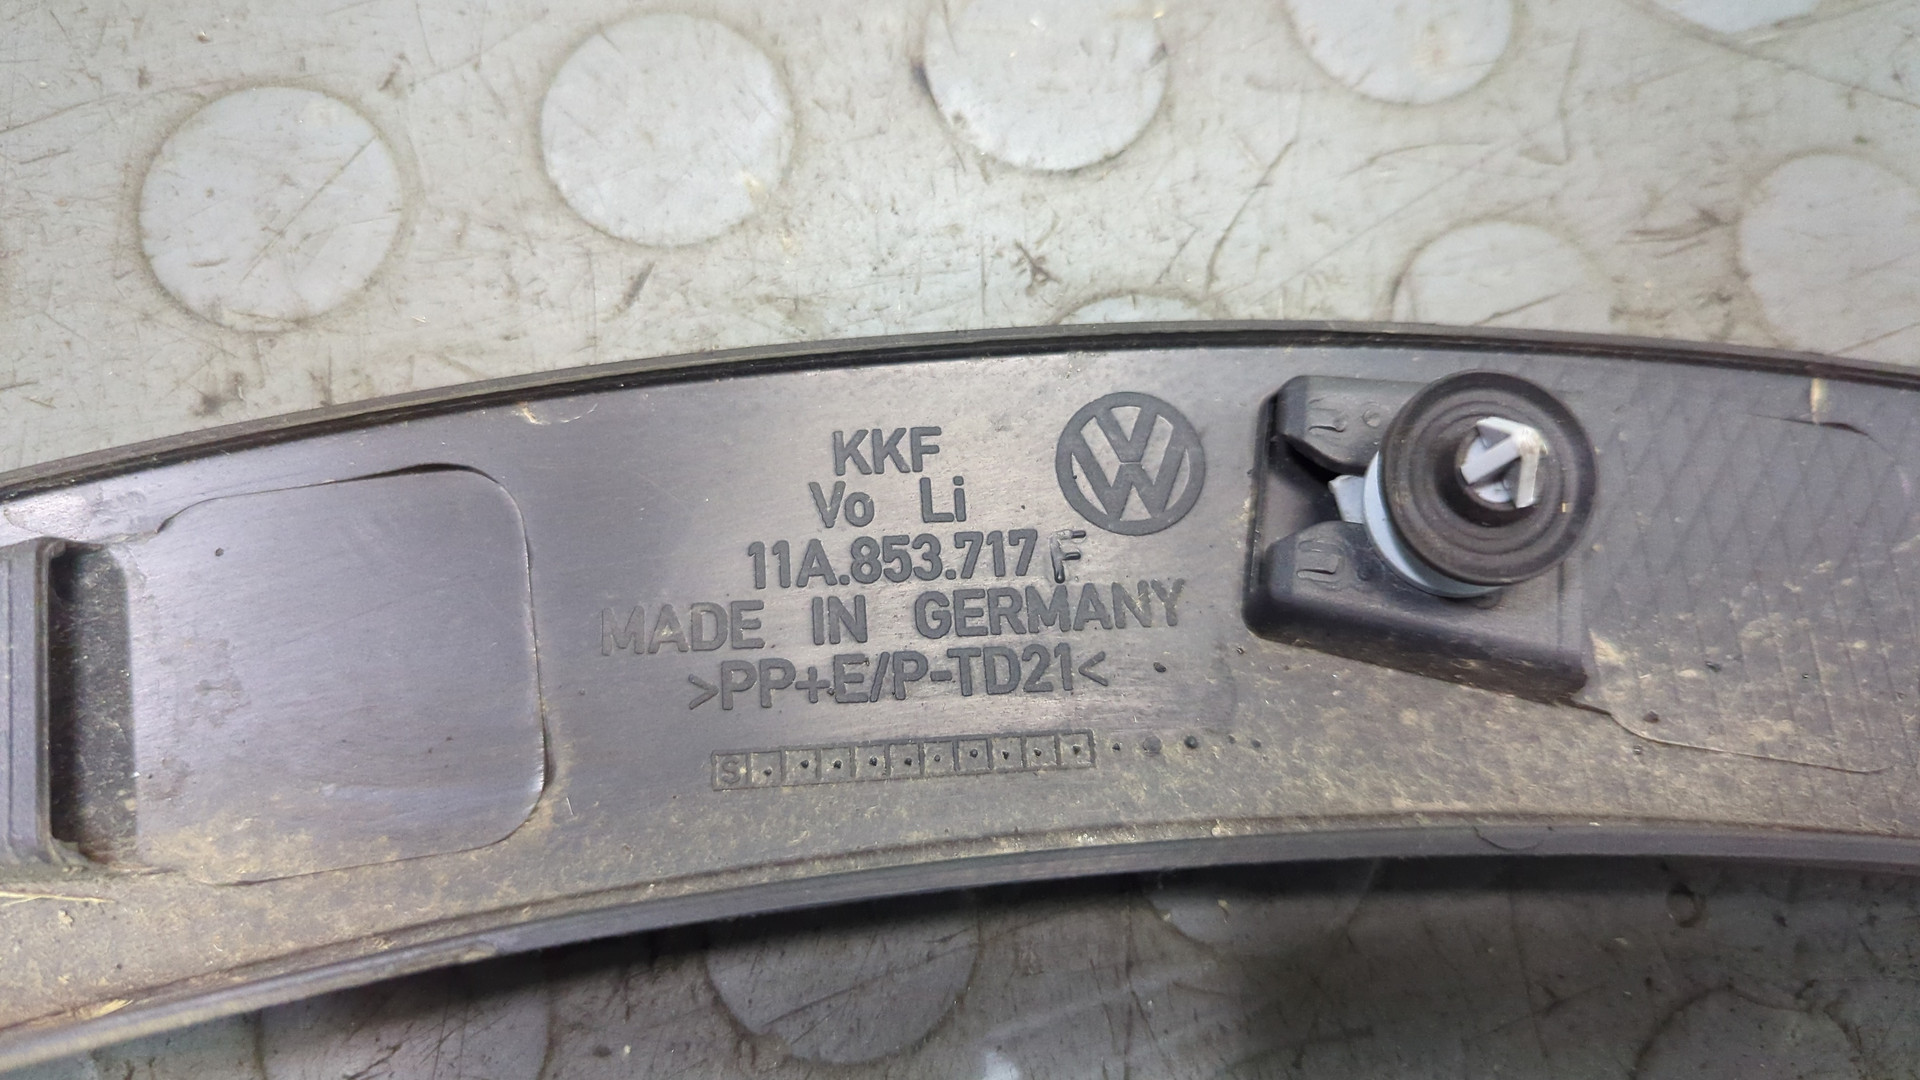 KKF
Vo Li
11A.853.717 F
MADE IN GERMANY
>PP+E/P-TD21<
S